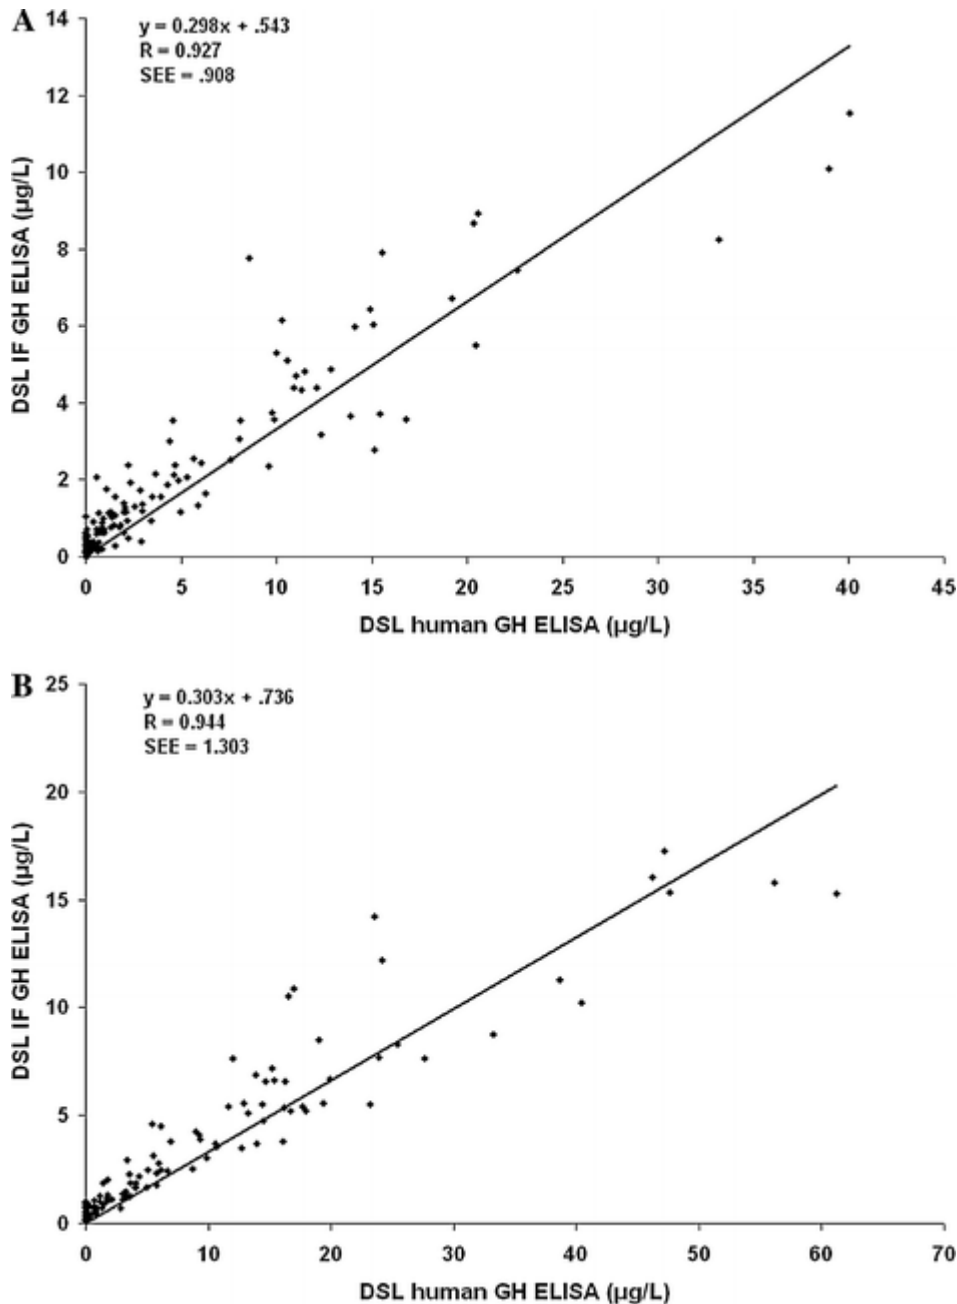 A
y = 0.298x + .543
R = 0.927
SEE = .908
14
12
10
8
6
4
2
0
DSL IF GH ELISA (µg/L)
0 5 10 15 20 25 30 35 40 45
DSL human GH ELISA (µg/L)
B
y = 0.303x + .736
R = 0.944
SEE = 1.303
25
20
15
10
5
0
DSL IF GH ELISA (µg/L)
0 10 20 30 40 50 60 70
DSL human GH ELISA (µg/L)